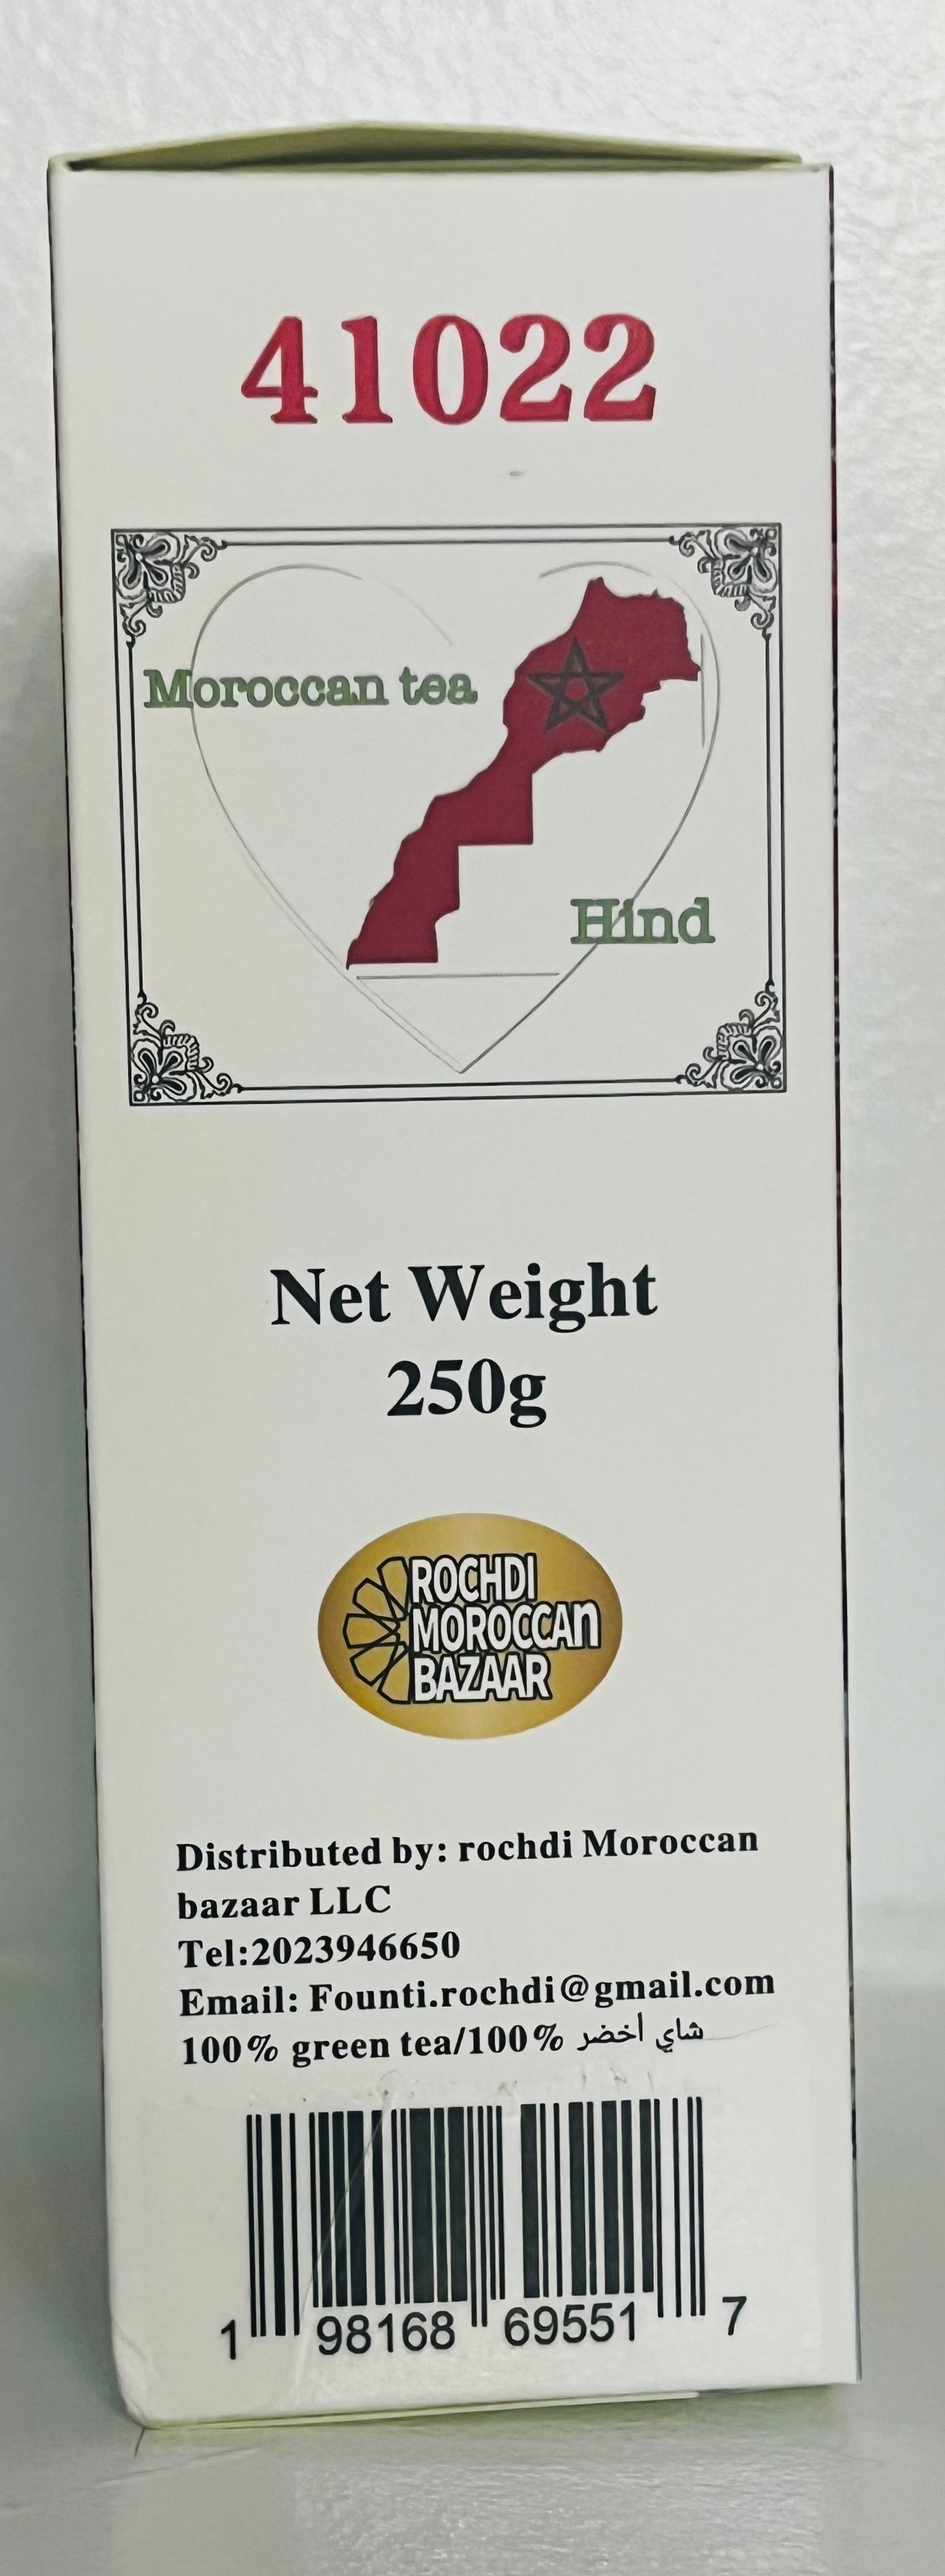 41022
Moroccan tea
Hind
Net Weight
250g
ROCHDI
MOROCCAn
BAZAAR
Distributed by: rochdi Moroccan
bazaar LLC
Tel:2023946650
Email: Founti.rochdi@gmail.com
100% green tea/100% شاي أخضر
1 98168 69551 7